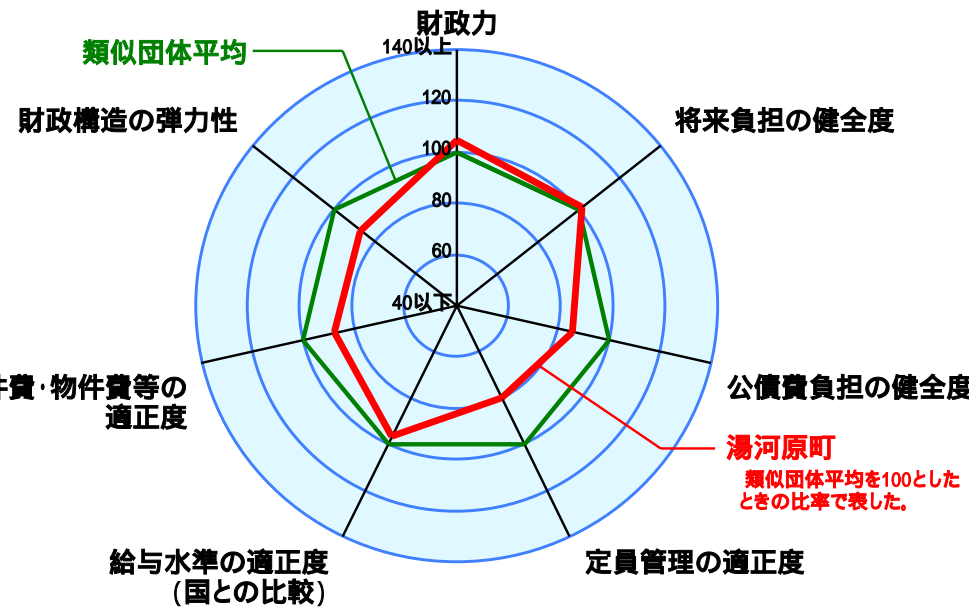 財政力
140以上
類似団体平均
120
財政構造の弾力性
将来負担の健全度
100
80
60
40以下
件費・物件費等の
適正度
公債費負担の健全度
湯河原町
類似団体平均を100とした
ときの比率で表した。
給与水準の適正度
(国との比較)
定員管理の適正度